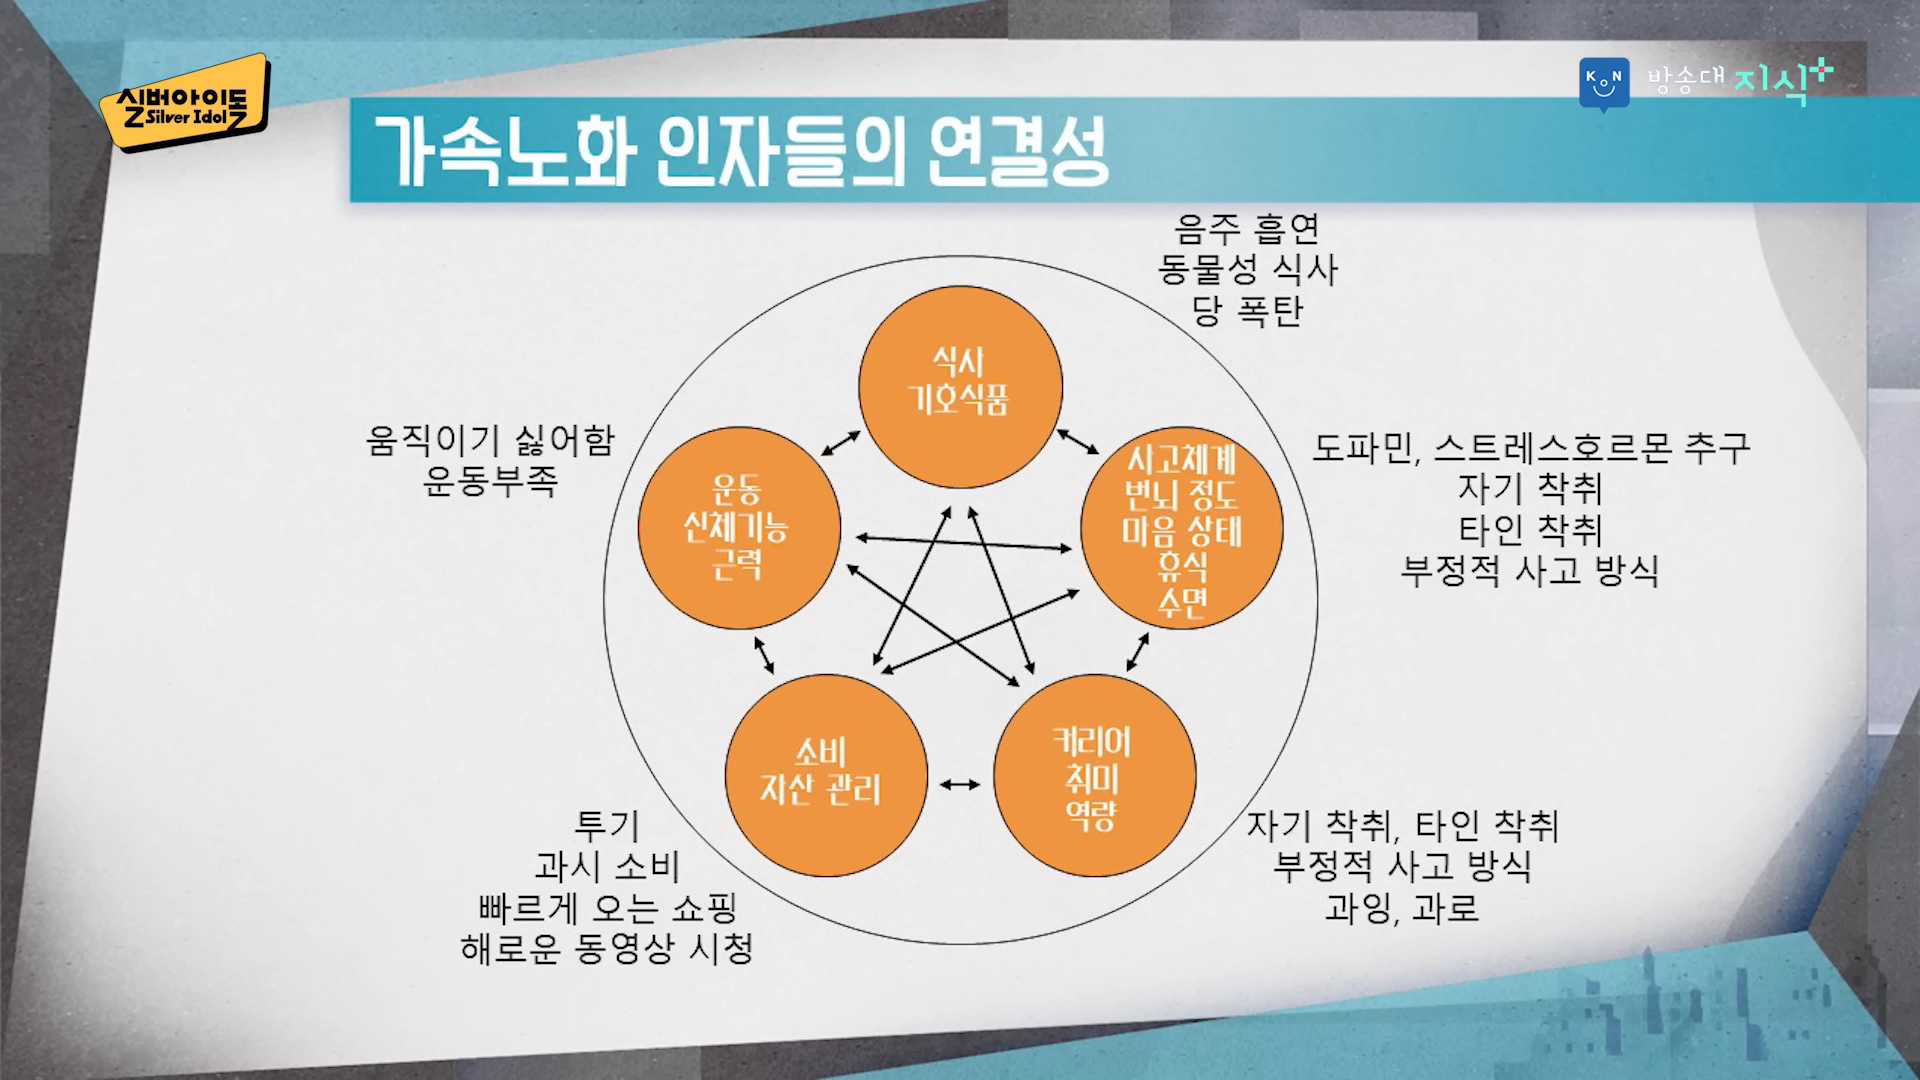 실버아이돌
Silver Idol
KON
방송대 지식+
가속노화 인자들의 연결성
음주 흡연
동물성 식사
당 폭탄
식사
기호식품
움직이기 싫어함
운동부족
운동
신체기능
근력
사고체계
번뇌 정도
마음 상태
휴식
수면
도파민, 스트레스호르몬 추구
자기 착취
타인 착취
부정적 사고 방식
소비
자산 관리
커리어
취미
역량
투기
과시 소비
빠르게 오는 쇼핑
해로운 동영상 시청
자기 착취, 타인 착취
부정적 사고 방식
과잉, 과로